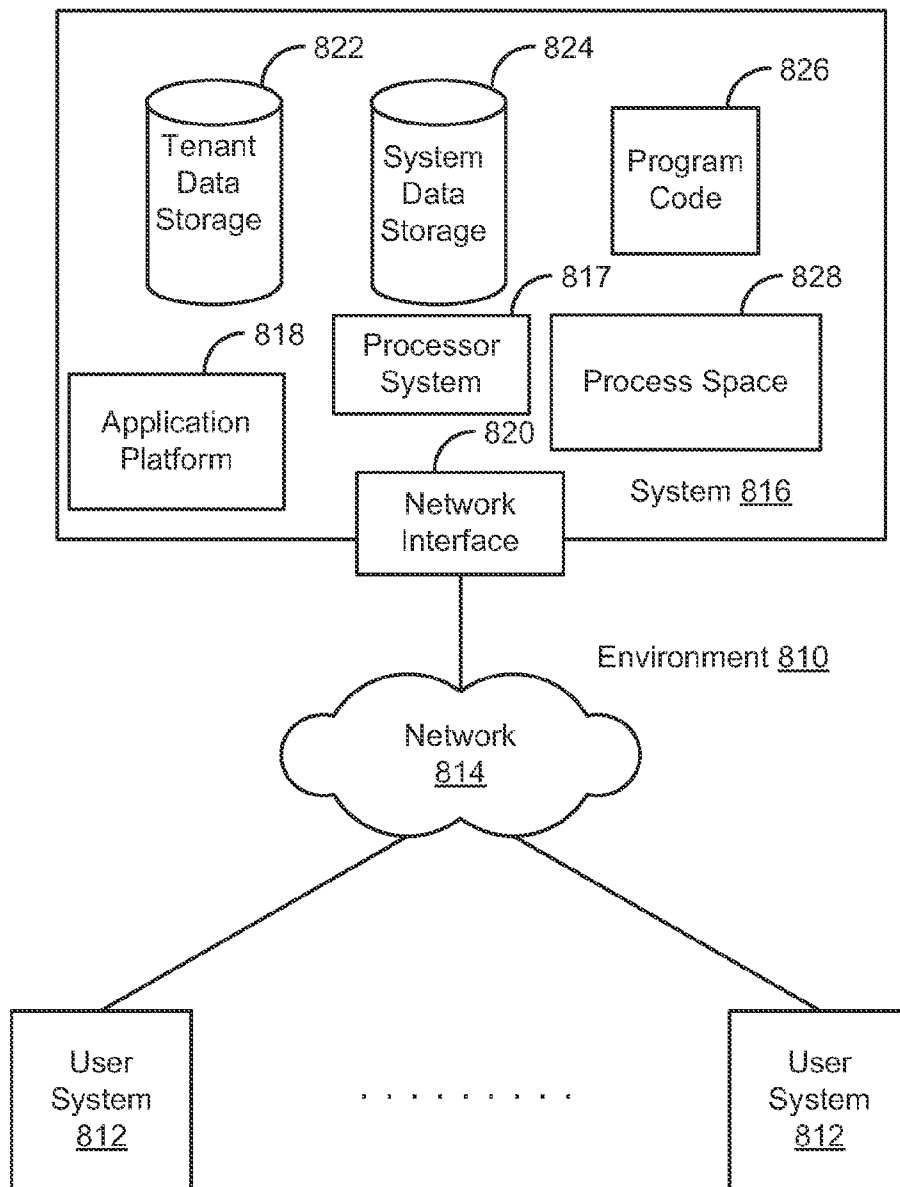 822
824
826
Tenant
Data
Storage
System
Data
Storage
Program
Code
817
828
818
Processor
System
Process Space
Application
Platform
820
Network
Interface
System 816
Environment 810
Network
814
User
System
812
User
System
812